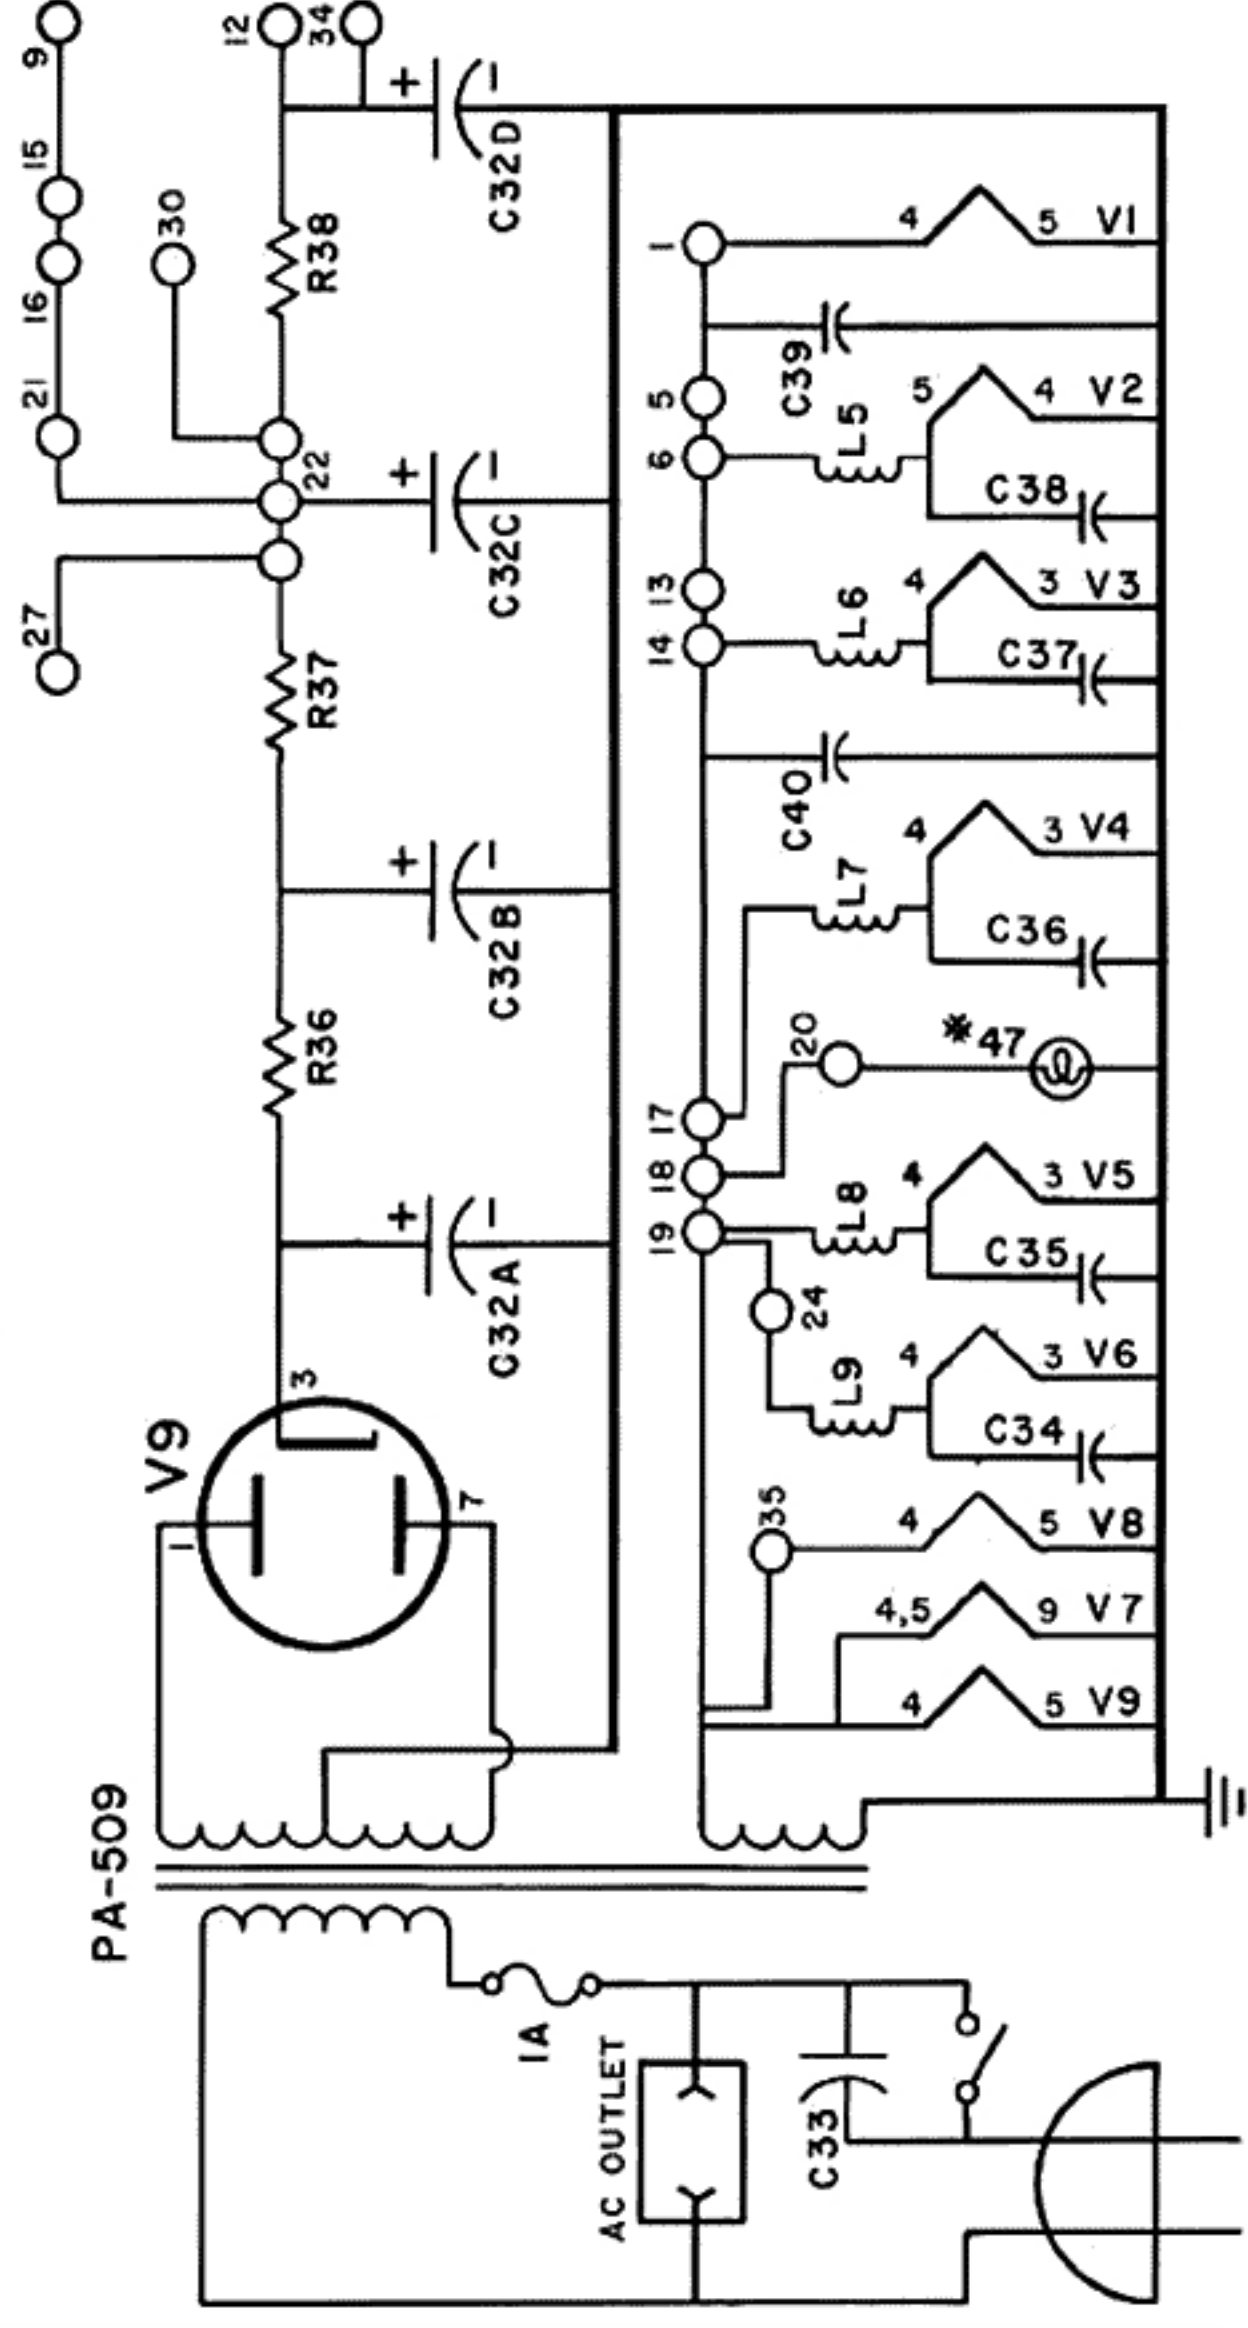 PA-509
1A
AC OUTLET
C33
V9
1
3
7
C32A
+
−
R36
C32B
+
−
R37
27
22
C32C
+
−
21
16
15
9
30
R38
12
34
C32D
+
−
4 5 V9
4,5 9 V7
35
4 5 V8
24
L9
4 3 V6
C34
19
L8
4 3 V5
C35
18
20
*47
17
L7
4 3 V4
C36
C40
14
13
L6
4 3 V3
C37
6
5
L5
5 4 V2
C38
C39
1
4 5 V1